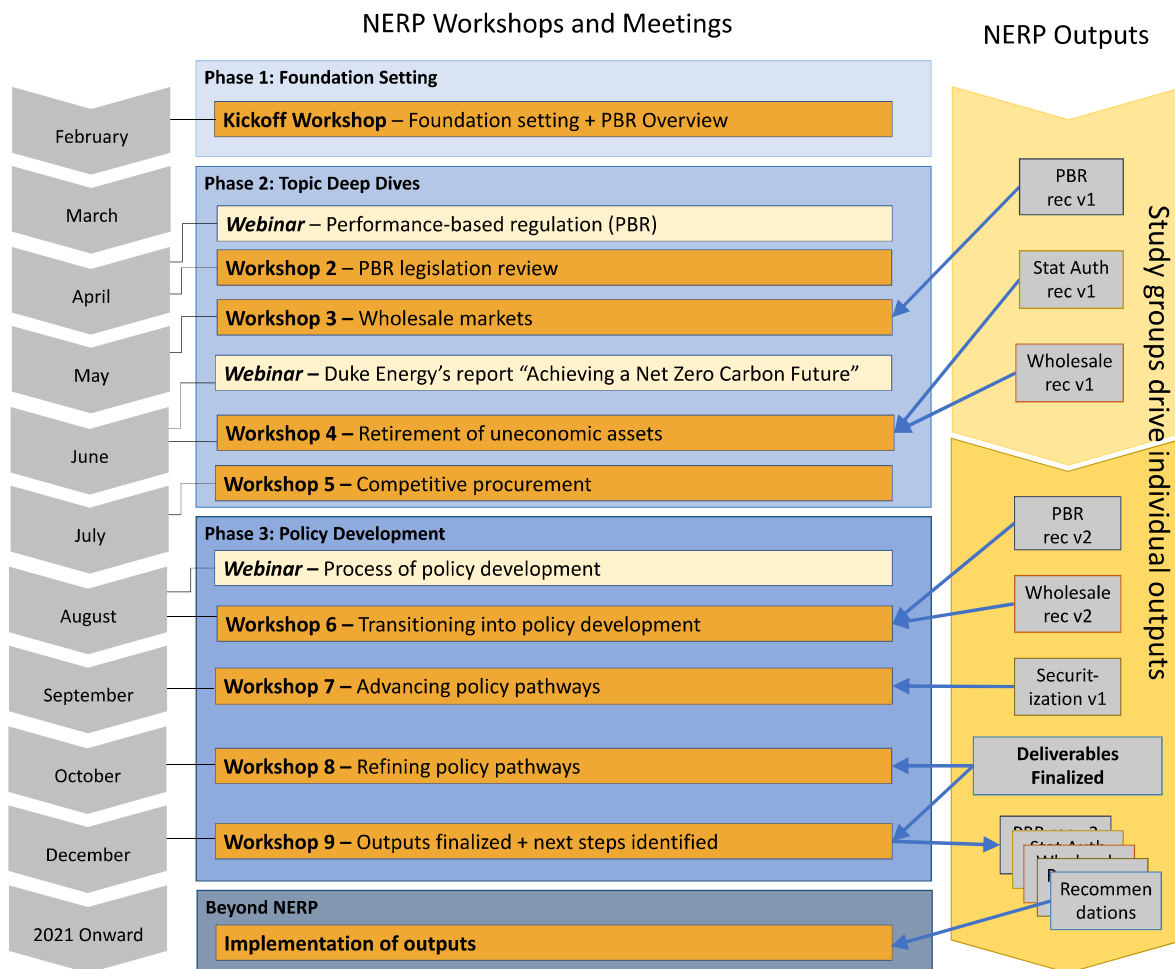 NERP Workshops and Meetings
NERP Outputs
February
March
April
May
June
July
August
September
October
December
2021 Onward
Phase 1: Foundation Setting
Kickoff Workshop – Foundation setting + PBR Overview
Phase 2: Topic Deep Dives
Webinar – Performance-based regulation (PBR)
Workshop 2 – PBR legislation review
Workshop 3 – Wholesale markets
Webinar – Duke Energy’s report “Achieving a Net Zero Carbon Future”
Workshop 4 – Retirement of uneconomic assets
Workshop 5 – Competitive procurement
Phase 3: Policy Development
Webinar – Process of policy development
Workshop 6 – Transitioning into policy development
Workshop 7 – Advancing policy pathways
Workshop 8 – Refining policy pathways
Workshop 9 – Outputs finalized + next steps identified
Beyond NERP
Implementation of outputs
PBR
rec v1
Stat Auth
rec v1
Wholesale
rec v1
PBR
rec v2
Wholesale
rec v2
Securit-
ization v1
Deliverables
Finalized
Stat Auth
Recommen
dations
Study groups drive individual outputs